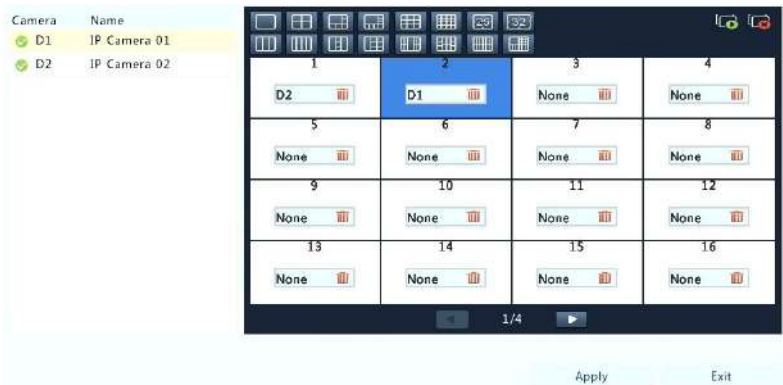 Camera Name
D1 IP Camera 01
D2 IP Camera 02
25 32
1 2 3 4
D2 D1 None None
5 6 7 8
None None None None
9 10 11 12
None None None None
13 14 15 16
None None None None
1/4
Apply Exit